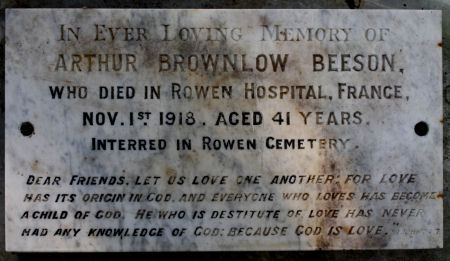 In Ever Loving Memory of
ARTHUR BROWNLOW BEESON,
WHO DIED IN ROWEN HOSPITAL, FRANCE,
NOV. 1ST 1918. AGED 41 YEARS.
INTERRED IN ROWEN CEMETERY.
DEAR FRIENDS, LET US LOVE ONE ANOTHER; FOR LOVE
HAS ITS ORIGIN IN GOD, AND EVERYONE WHO LOVES HAS BECOME
A CHILD OF GOD. HE WHO IS DESTITUTE OF LOVE HAS NEVER
HAD ANY KNOWLEDGE OF GOD; BECAUSE GOD IS LOVE."